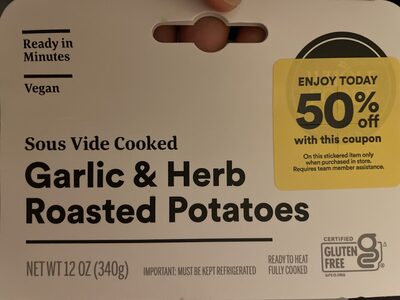 Ready in
Minutes
Vegan
Sous Vide Cooked
Garlic & Herb
Roasted Potatoes
ENJOY TODAY
50% off
with this coupon
On this stickered item only
when purchased in store.
Requires team member assistance.
NET WT 12 OZ (340g)
IMPORTANT: MUST BE KEPT REFRIGERATED
READY TO HEAT
FULLY COOKED
CERTIFIED
GLUTEN
FREE
GFCO.ORG